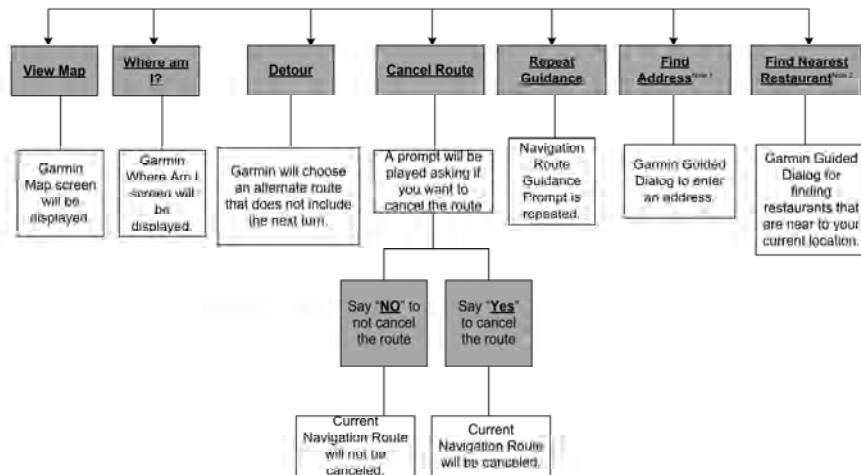 View Map
Where am
I?
Detour
Cancel Route
Repeat
Guidance
Find
Address Note 1
Find Nearest
Restaurant Note 2
Garmin
Map screen
will be
displayed.
Garmin
Where Am I
screen will
be
displayed.
Garmin will choose
an alternate route
that does not include
the next turn.
A prompt will be
played asking if
you want to
cancel the route
Navigation
Route
Guidance
Prompt is
repeated.
Garmin Guided
Dialog to enter
an address.
Garmin Guided
Dialog for
finding
restaurants that
are near to your
current location.
Say "NO" to
not cancel
the route
Say "Yes"
to cancel
the route
Current
Navigation Route
will not be
canceled.
Current
Navigation Route
will be canceled.